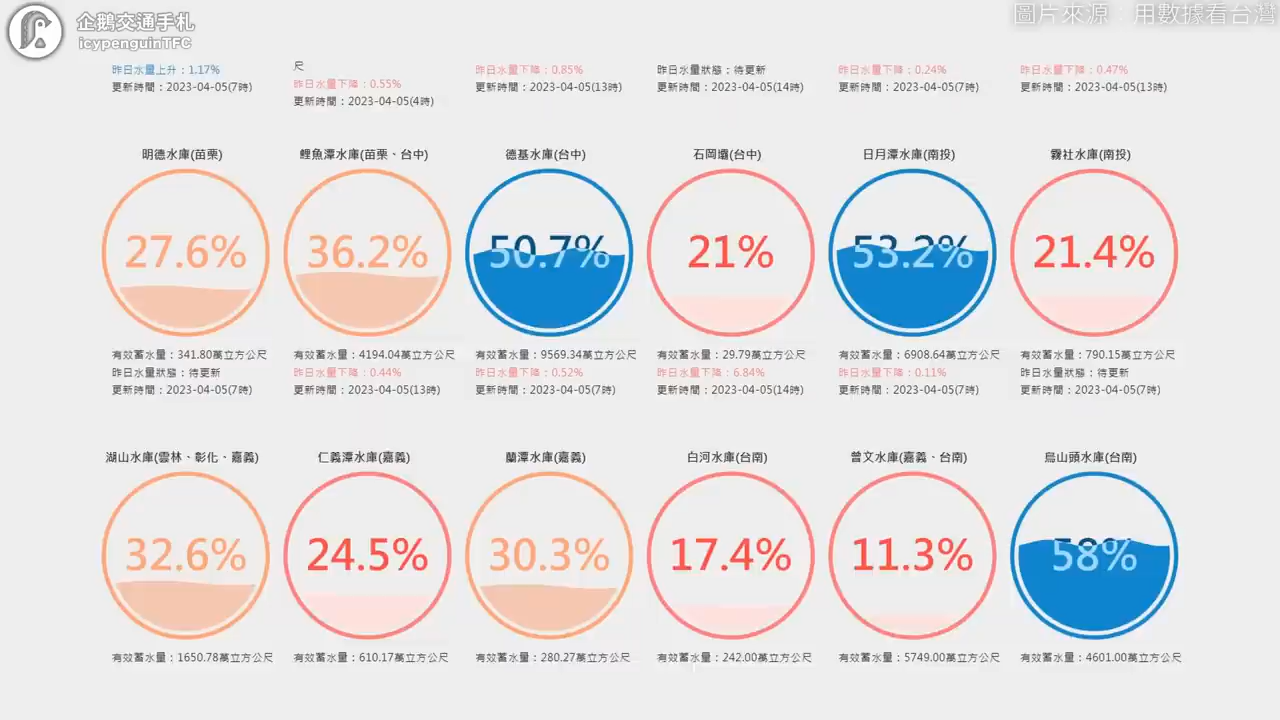 企鵝交通手札
icypenguinTFC
圖片來源：用數據看台灣
昨日水量上升：1.17%
更新時間：2023-04-05(7時)
尺
昨日水量下降：0.55%
更新時間：2023-04-05(4時)
昨日水量下降：0.85%
更新時間：2023-04-05(13時)
昨日水量狀態：待更新
更新時間：2023-04-05(14時)
昨日水量下降：0.24%
更新時間：2023-04-05(7時)
昨日水量下降：0.47%
更新時間：2023-04-05(13時)
明德水庫(苗栗)
27.6%
有效蓄水量：341.80萬立方公尺
昨日水量狀態：待更新
更新時間：2023-04-05(7時)
鯉魚潭水庫(苗栗、台中)
36.2%
有效蓄水量：4194.04萬立方公尺
昨日水量下降：0.44%
更新時間：2023-04-05(13時)
德基水庫(台中)
50.7%
有效蓄水量：9569.34萬立方公尺
昨日水量下降：0.52%
更新時間：2023-04-05(7時)
石岡壩(台中)
21%
有效蓄水量：29.79萬立方公尺
昨日水量下降：6.84%
更新時間：2023-04-05(14時)
日月潭水庫(南投)
53.2%
有效蓄水量：6908.64萬立方公尺
昨日水量下降：0.11%
更新時間：2023-04-05(7時)
霧社水庫(南投)
21.4%
有效蓄水量：790.15萬立方公尺
昨日水量狀態：待更新
更新時間：2023-04-05(7時)
湖山水庫(雲林、彰化、嘉義)
32.6%
有效蓄水量：1650.78萬立方公尺
仁義潭水庫(嘉義)
24.5%
有效蓄水量：610.17萬立方公尺
蘭潭水庫(嘉義)
30.3%
有效蓄水量：280.27萬立方公尺
白河水庫(台南)
17.4%
有效蓄水量：242.00萬立方公尺
曾文水庫(嘉義、台南)
11.3%
有效蓄水量：5749.00萬立方公尺
烏山頭水庫(台南)
58%
有效蓄水量：4601.00萬立方公尺